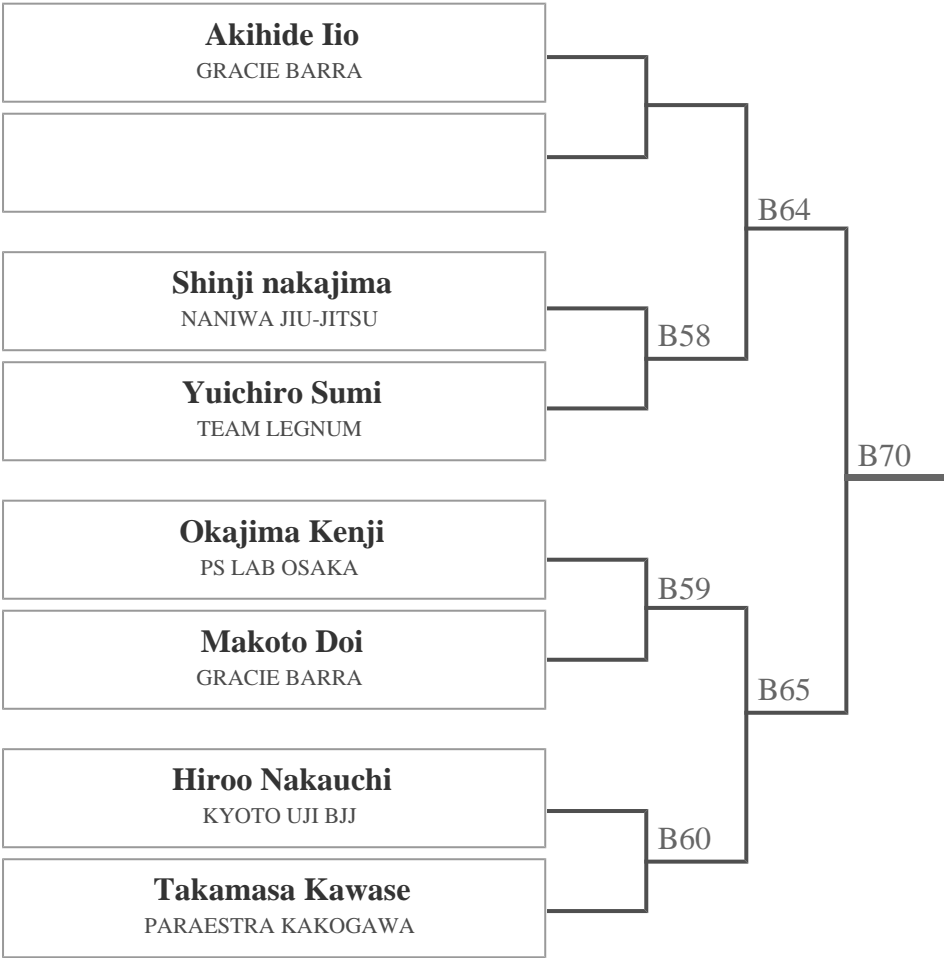 Akihide Iio
GRACIE BARRA
B64
Shinji nakajima
NANIWA JIU-JITSU
B58
Yuichiro Sumi
TEAM LEGNUM
B70
Okajima Kenji
PS LAB OSAKA
B59
Makoto Doi
GRACIE BARRA
B65
Hiroo Nakauchi
KYOTO UJI BJJ
B60
Takamasa Kawase
PARAESTRA KAKOGAWA